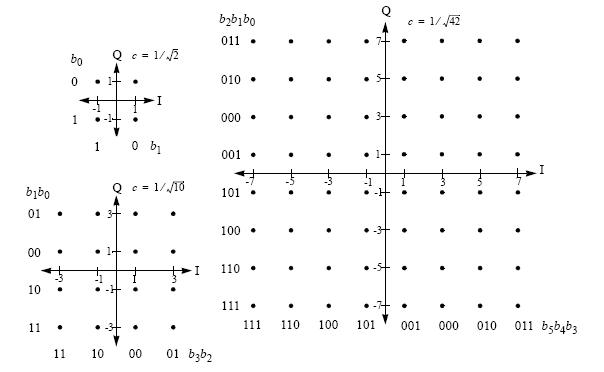 Q c = 1/√2
b0
0 1
I
-1 1
1 -1
1 0 b1
Q c = 1/√10
b1b0
01 3
00 1
I
-3 -1 1 3
10 -1
11 -3
11 10 00 01 b3b2
Q
b2b1b0 c = 1/√42
011 7
010 5
000 3
001 1
I
-7 -5 -3 -1 1 3 5 7
101 -1
100 -3
110 -5
111 -7
111 110 100 101 001 000 010 011 b5b4b3